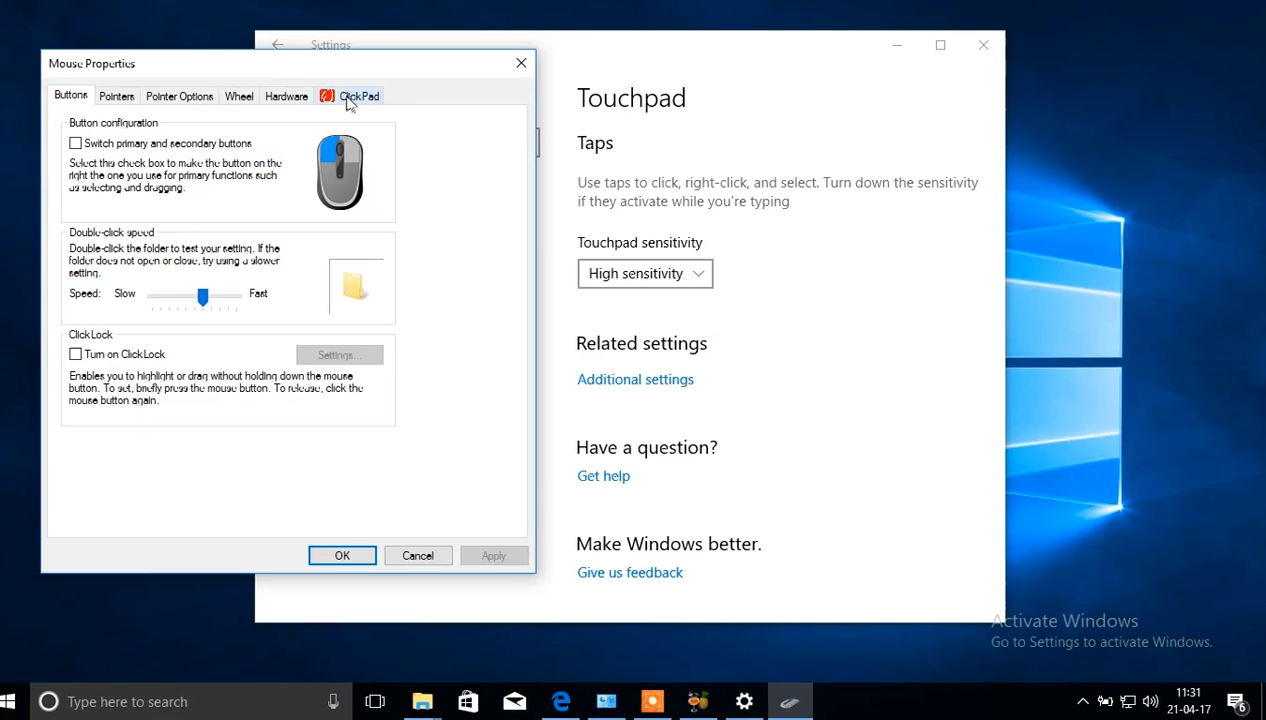 Settings
Mouse Properties
Buttons
Pointers
Pointer Options
Wheel
Hardware
ClickPad
Button configuration
Switch primary and secondary buttons
Select this check box to make the button on the
right the one you use for primary functions such
as selecting and dragging.
Double-click speed
Double-click the folder to test your setting. If the
folder does not open or close, try using a slower
setting.
Speed: Slow Fast
ClickLock
Turn on ClickLock
Settings...
Enables you to highlight or drag without holding down the mouse
button. To set, briefly press the mouse button. To release, click the
mouse button again.
OK
Cancel
Apply
Touchpad
Taps
Use taps to click, right-click, and select. Turn down the sensitivity
if they activate while you're typing
Touchpad sensitivity
High sensitivity
Related settings
Additional settings
Have a question?
Get help
Make Windows better.
Give us feedback
Activate Windows
Go to Settings to activate Windows.
Type here to search
11:31
21-04-17
6